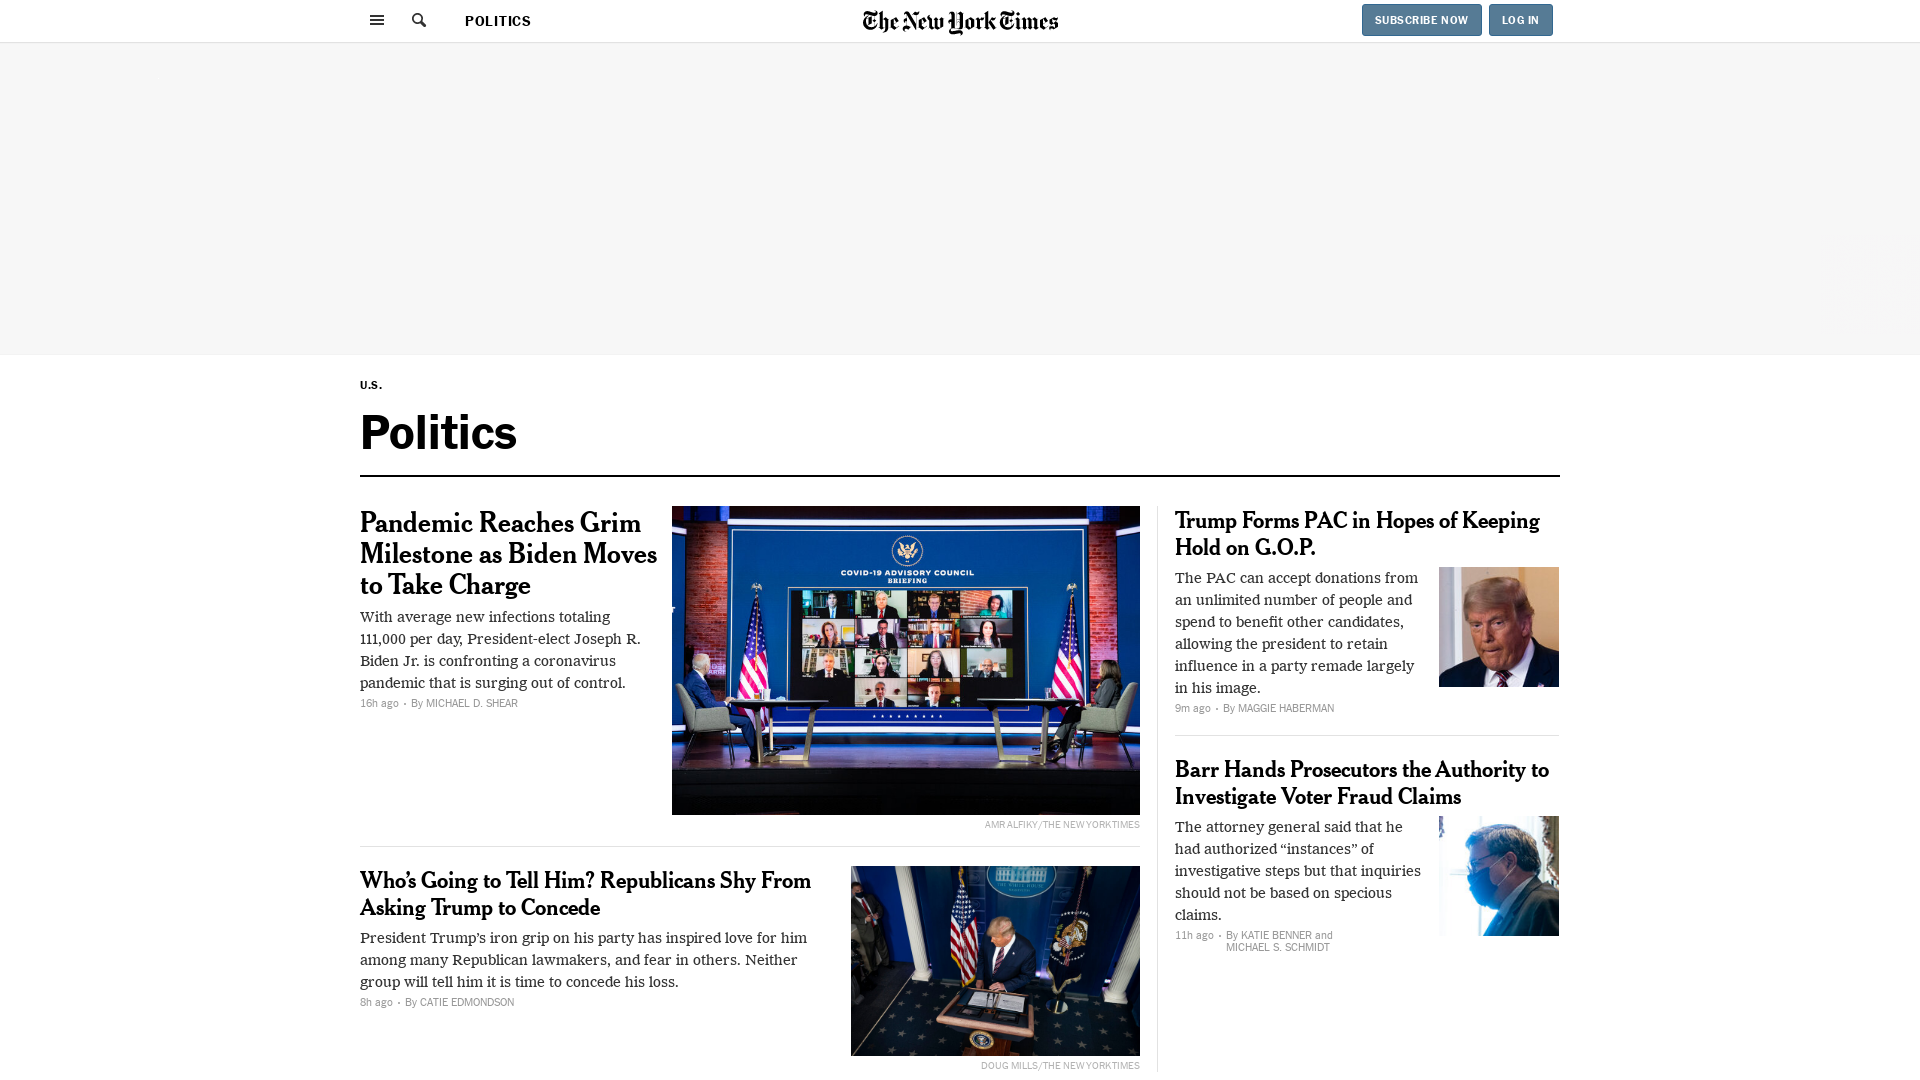 POLITICS
The New York Times
SUBSCRIBE NOW
LOG IN
U.S.
Politics
Pandemic Reaches Grim
Milestone as Biden Moves
to Take Charge
With average new infections totaling
111,000 per day, President-elect Joseph R.
Biden Jr. is confronting a coronavirus
pandemic that is surging out of control.
16h ago • By MICHAEL D. SHEAR
COVID-19 ADVISORY COUNCIL
BRIEFING
AMR ALFIKY/THE NEW YORK TIMES
Who’s Going to Tell Him? Republicans Shy From
Asking Trump to Concede
President Trump’s iron grip on his party has inspired love for him
among many Republican lawmakers, and fear in others. Neither
group will tell him it is time to concede his loss.
8h ago • By CATIE EDMONDSON
DOUG MILLS/THE NEW YORK TIMES
Trump Forms PAC in Hopes of Keeping
Hold on G.O.P.
The PAC can accept donations from
an unlimited number of people and
spend to benefit other candidates,
allowing the president to retain
influence in a party remade largely
in his image.
9m ago • By MAGGIE HABERMAN
Barr Hands Prosecutors the Authority to
Investigate Voter Fraud Claims
The attorney general said that he
had authorized “instances” of
investigative steps but that inquiries
should not be based on specious
claims.
11h ago • By KATIE BENNER and
MICHAEL S. SCHMIDT